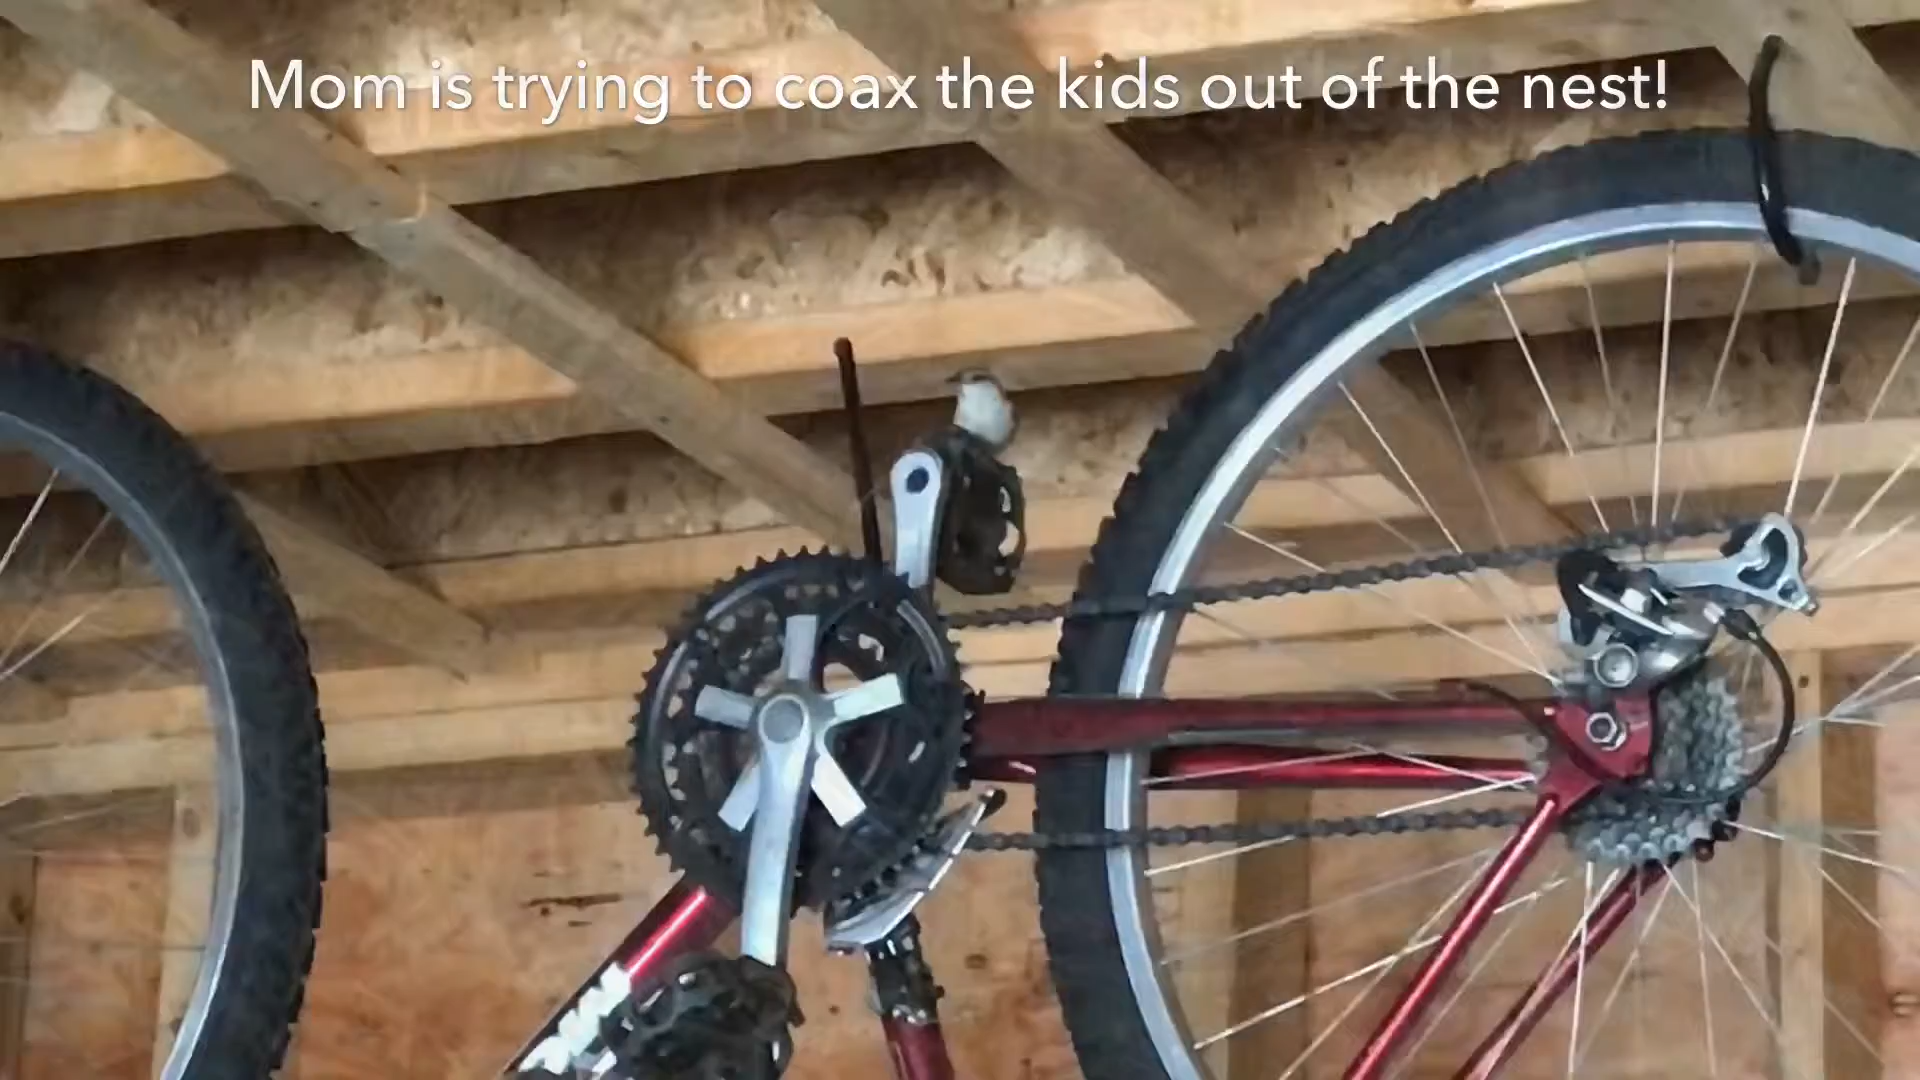 Mom is trying to coax the kids out of the nest!